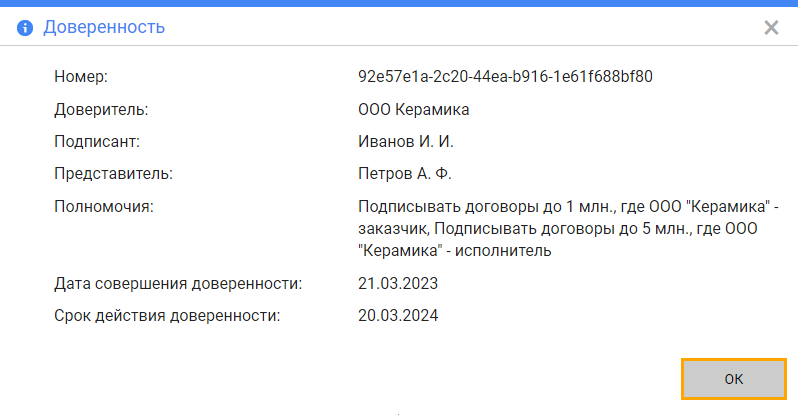 Доверенность
Номер: 92e57e1a-2c20-44ea-b916-1e61f688bf80
Доверитель: ООО Керамика
Подписант: Иванов И. И.
Представитель: Петров А. Ф.
Полномочия: Подписывать договоры до 1 млн., где ООО "Керамика" -
заказчик, Подписывать договоры до 5 млн., где ООО
"Керамика" - исполнитель
Дата совершения доверенности: 21.03.2023
Срок действия доверенности: 20.03.2024
ОК